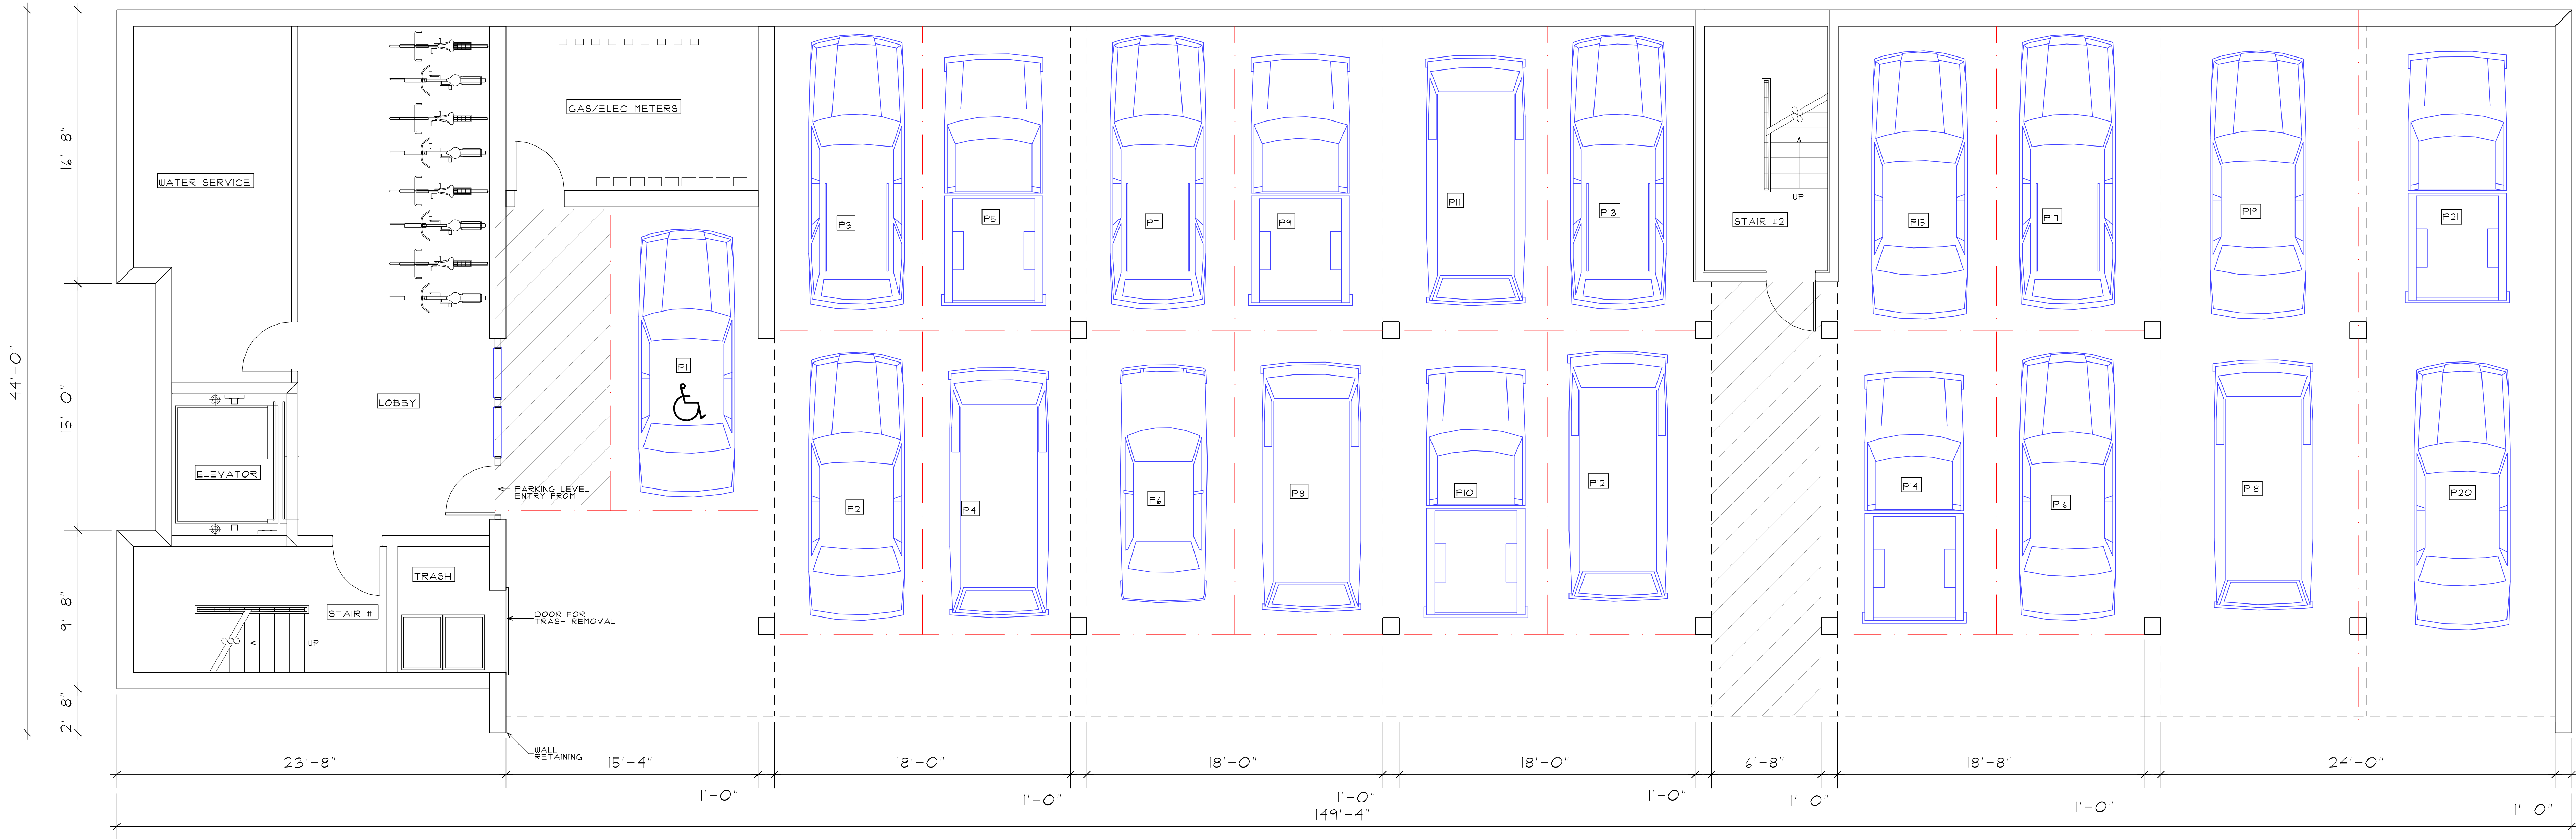 GAS/ELEC METERS
16'-8"
WATER SERVICE
P3
P5
P7
P9
P11
P13
STAIR #2
UP
P15
P17
P19
P21
44'-0"
15'-0"
LOBBY
P1
ELEVATOR
PARKING LEVEL
ENTRY FROM
P2
P4
P6
P8
P10
P12
P14
P16
P18
P20
9'-8"
TRASH
STAIR #1
UP
DOOR FOR
TRASH REMOVAL
2'-8"
WALL
RETAINING
23'-8"
15'-4"
18'-0"
18'-0"
18'-0"
6'-8"
18'-8"
24'-0"
1'-0"
1'-0"
1'-0"
1'-0"
1'-0"
1'-0"
1'-0"
149'-4"